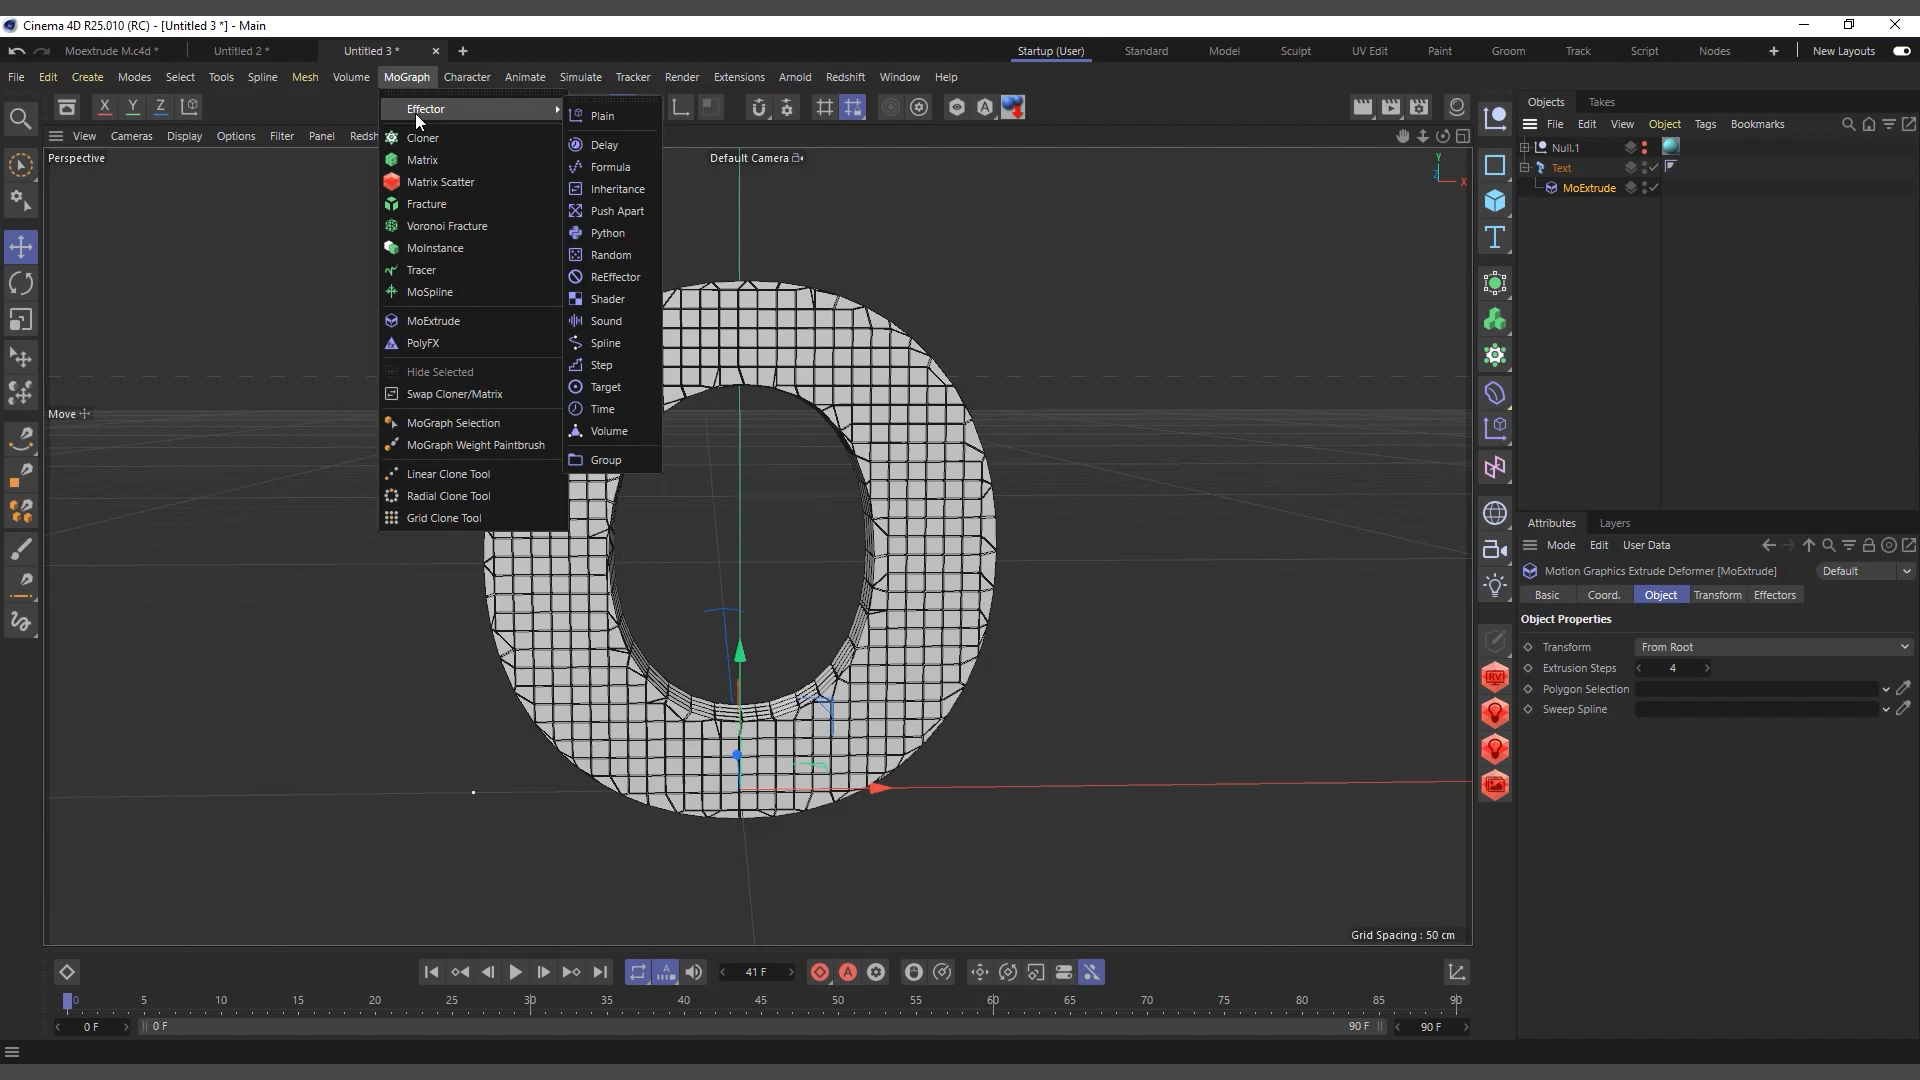 Cinema 4D R25.010 (RC) - [Untitled 3 *] - Main
Moextrude M.c4d *
Untitled 2 *
Untitled 3 *
Startup (User)
Standard
Model
Sculpt
UV Edit
Paint
Groom
Track
Script
Nodes
New Layouts
File
Edit
Create
Modes
Select
Tools
Spline
Mesh
Volume
MoGraph
Character
Animate
Simulate
Tracker
Render
Extensions
Arnold
Redshift
Window
Help
X
Y
Z
View
Cameras
Display
Options
Filter
Panel
Redsh
Perspective
Default Camera
Y
Z
X
Move
Effector
Cloner
Matrix
Matrix Scatter
Fracture
Voronoi Fracture
MoInstance
Tracer
MoSpline
MoExtrude
PolyFX
Hide Selected
Swap Cloner/Matrix
MoGraph Selection
MoGraph Weight Paintbrush
Linear Clone Tool
Radial Clone Tool
Grid Clone Tool
Plain
Delay
Formula
Inheritance
Push Apart
Python
Random
ReEffector
Shader
Sound
Spline
Step
Target
Time
Volume
Group
Grid Spacing : 50 cm
Objects
Takes
File
Edit
View
Object
Tags
Bookmarks
Null.1
Text
MoExtrude
RV
Attributes
Layers
Mode
Edit
User Data
Motion Graphics Extrude Deformer [MoExtrude]
Default
Basic
Coord.
Object
Transform
Effectors
Object Properties
Transform
From Root
Extrusion Steps
4
Polygon Selection
Sweep Spline
A
41 F
A
0
5
10
15
20
25
30
35
40
45
50
55
60
65
70
75
80
85
90
0 F
0 F
90 F
90 F